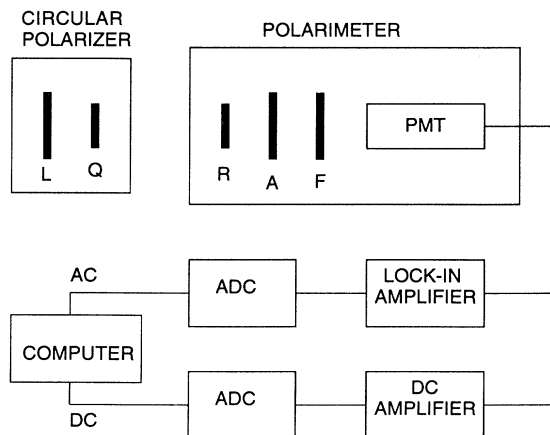 CIRCULAR
POLARIZER
POLARIMETER
L
Q
R
A
F
PMT
AC
ADC
LOCK-IN
AMPLIFIER
COMPUTER
DC
ADC
DC
AMPLIFIER